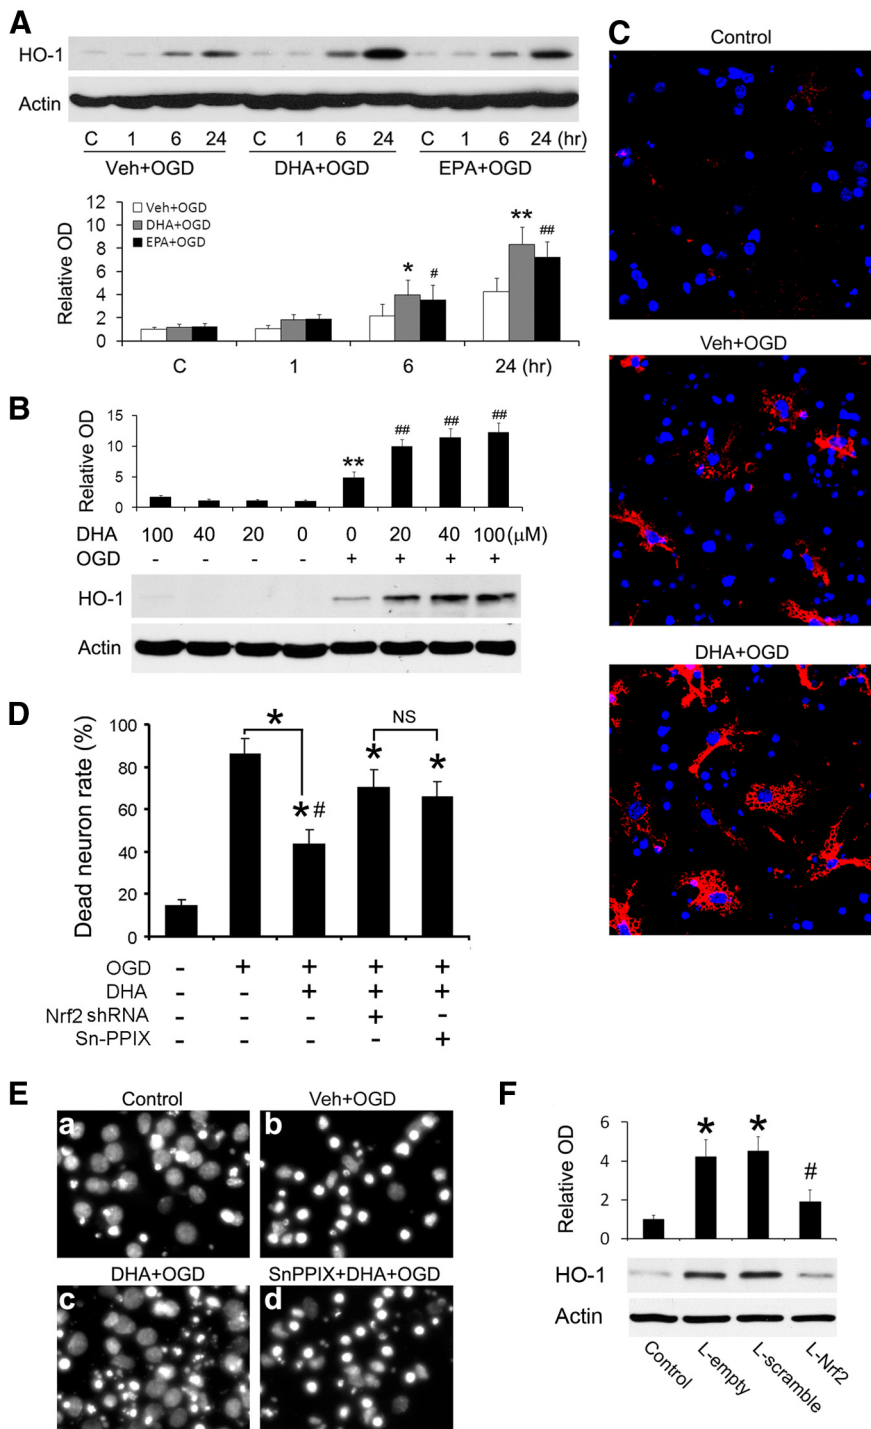 A
HO-1
Actin
C 1 6 24 C 1 6 24 C 1 6 24 (hr)
Veh+OGD DHA+OGD EPA+OGD
Relative OD
12
10
8
6
4
2
0
Veh+OGD
DHA+OGD
EPA+OGD
* #
** ##
C 1 6 24 (hr)
B
Relative OD
15
10
5
0
** ## ## ##
DHA 100 40 20 0 0 20 40 100(μM)
OGD - - - - + + + +
HO-1
Actin
C
Control
Veh+OGD
DHA+OGD
D
Dead neuron rate (%)
100
80
60
40
20
0
* NS
*# * *
OGD - + + + +
DHA - - + + +
Nrf2 shRNA - - - + -
Sn-PPIX - - - - +
E
Control Veh+OGD
a b
DHA+OGD SnPPIX+DHA+OGD
c d
F
Relative OD
6
4
2
0
* * #
HO-1
Actin
Control L-empty L-scramble L-Nrf2